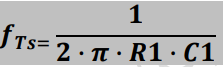 f_Ts= 1 / (2 · π · R1 · C1)